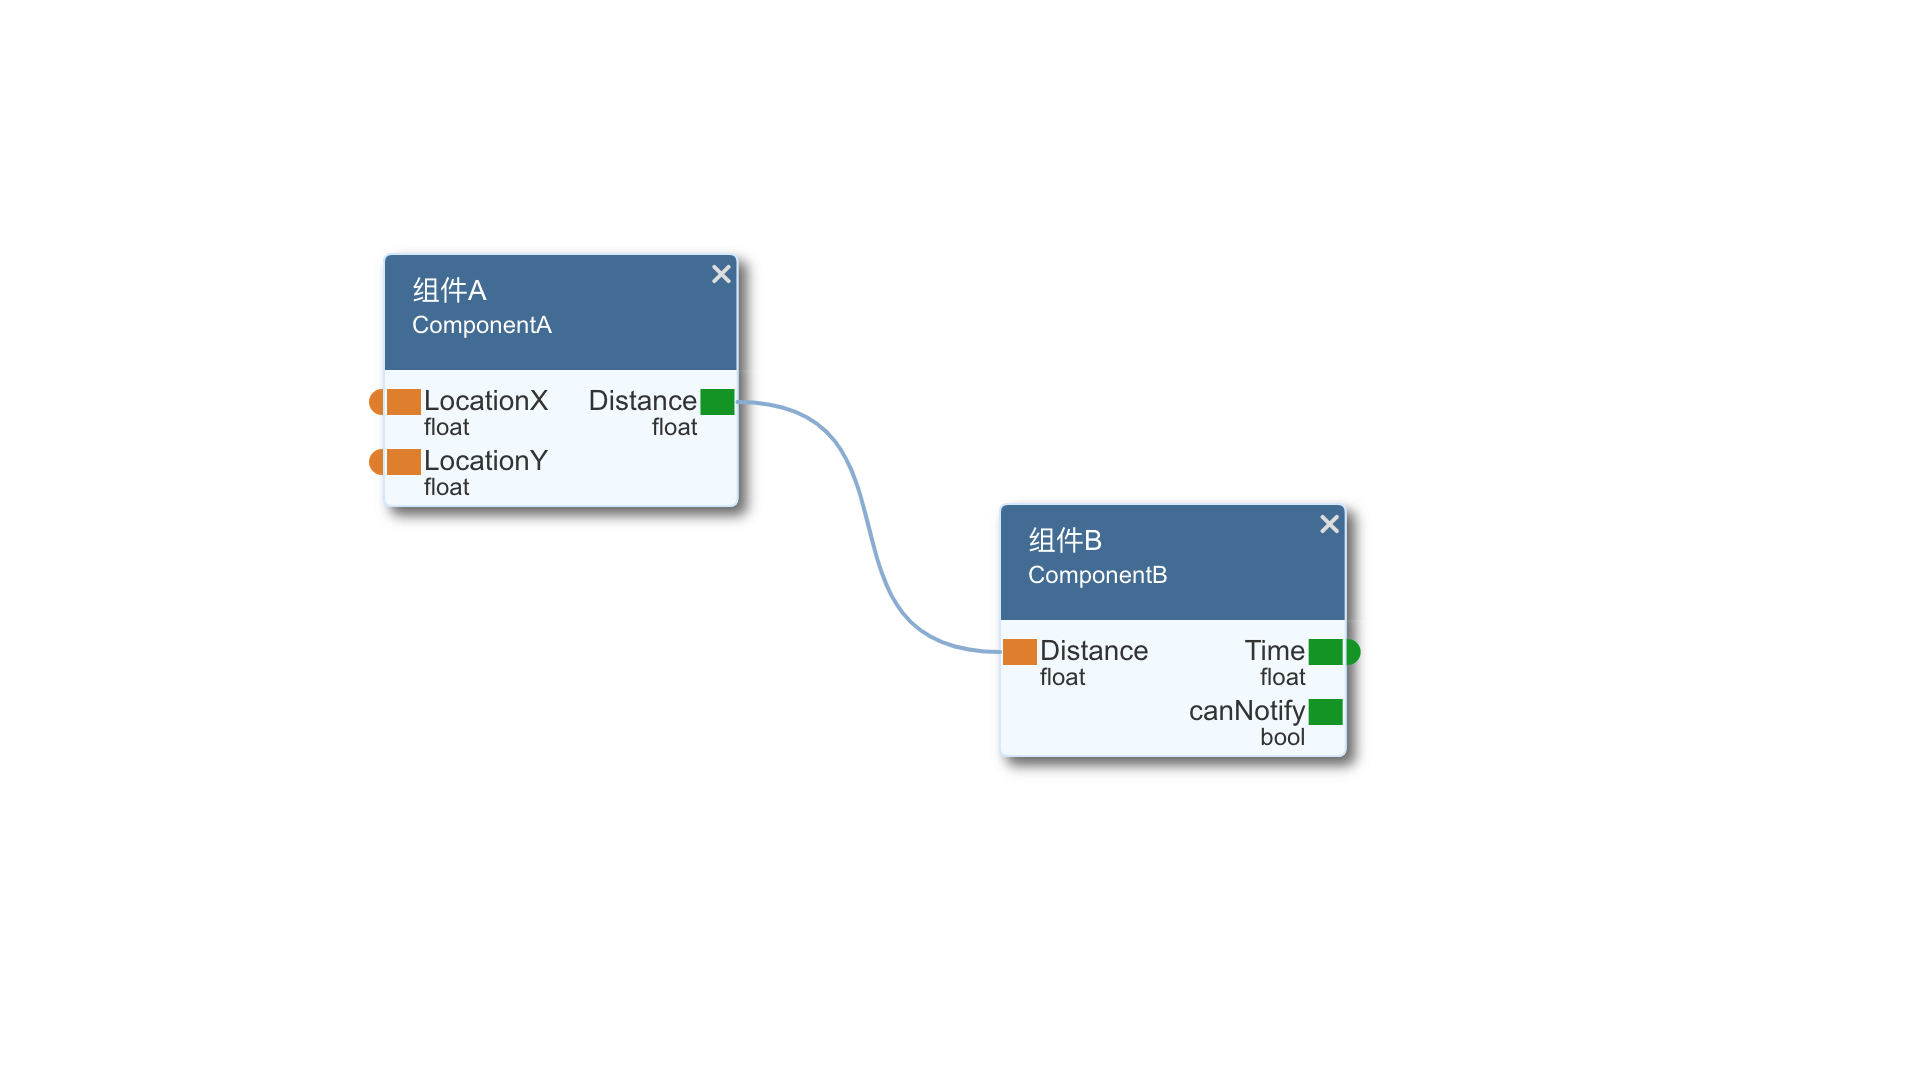 组件A
ComponentA
LocationX
float
Distance
float
LocationY
float
组件B
ComponentB
Distance
float
Time
float
canNotify
bool